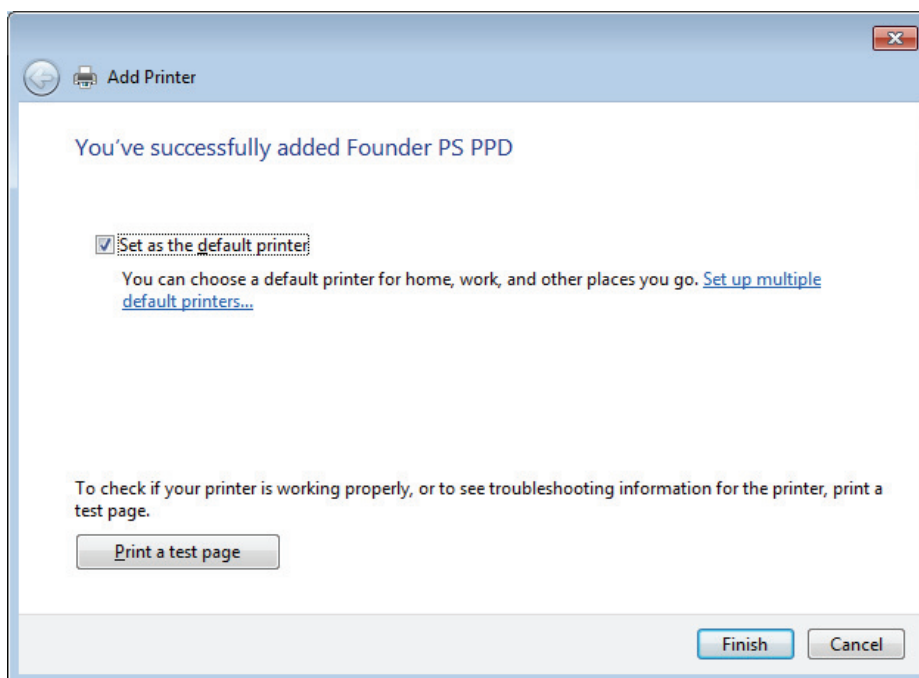 Add Printer
You've successfully added Founder PS PPD
Set as the default printer
You can choose a default printer for home, work, and other places you go. Set up multiple
default printers...
To check if your printer is working properly, or to see troubleshooting information for the printer, print a
test page.
Print a test page
Finish Cancel